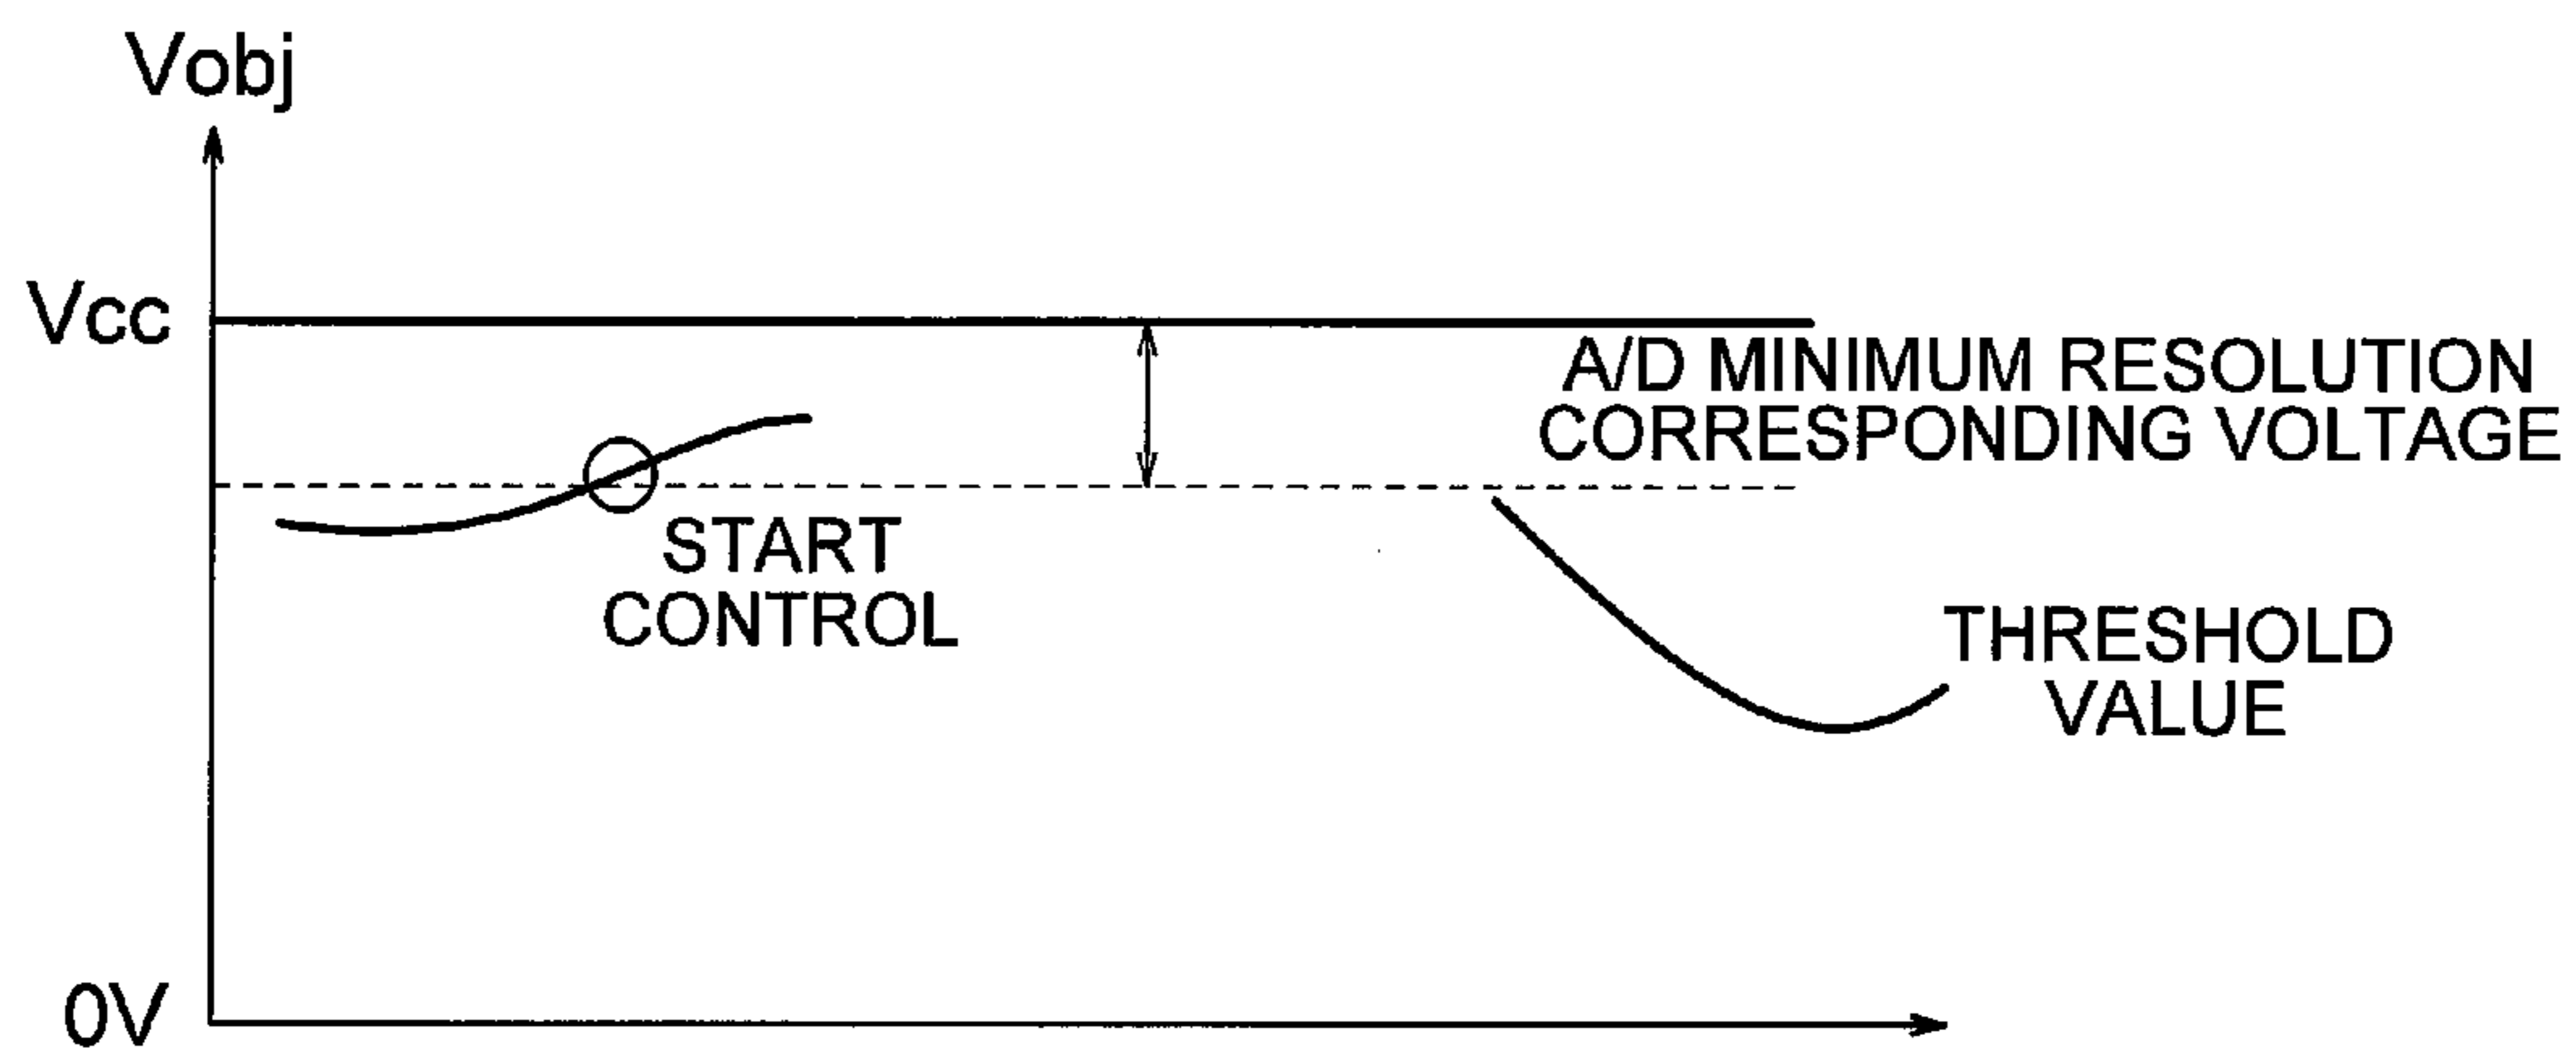 Vobj
Vcc
A/D MINIMUM RESOLUTION
CORRESPONDING VOLTAGE
START
CONTROL
THRESHOLD
VALUE
0V